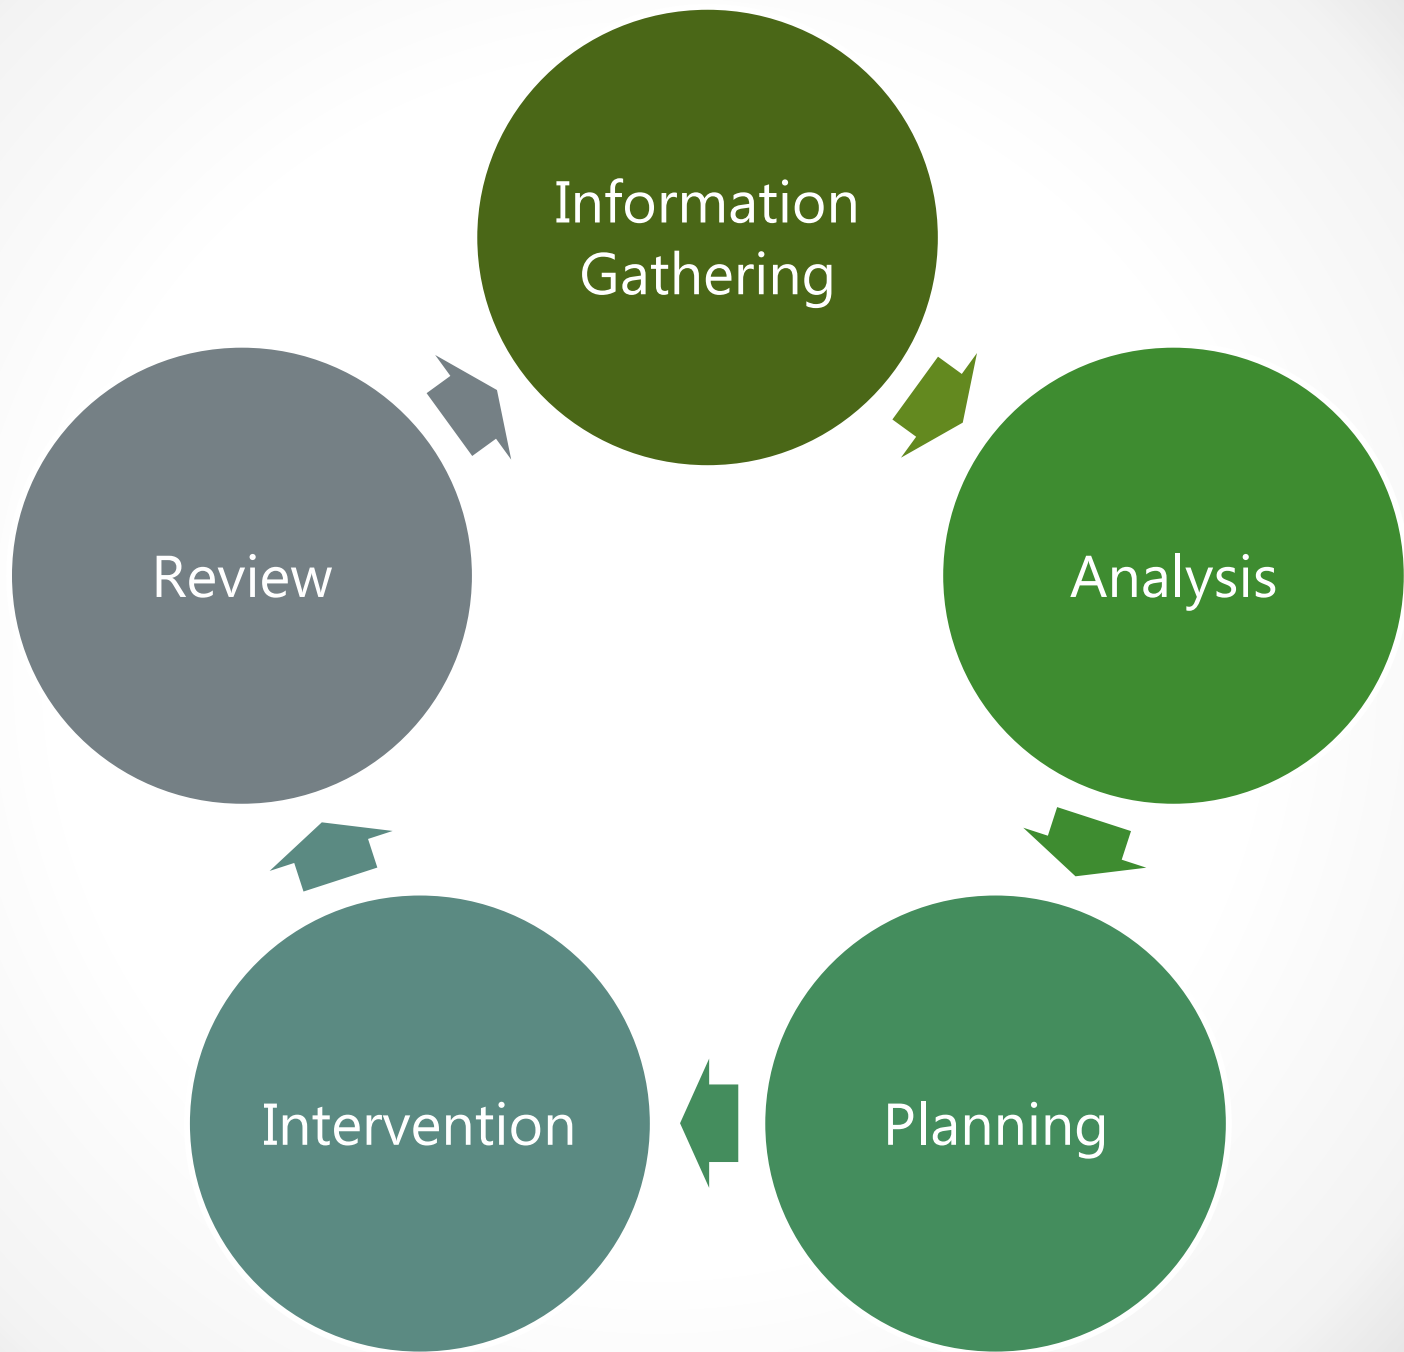 Information
Gathering
Analysis
Planning
Intervention
Review